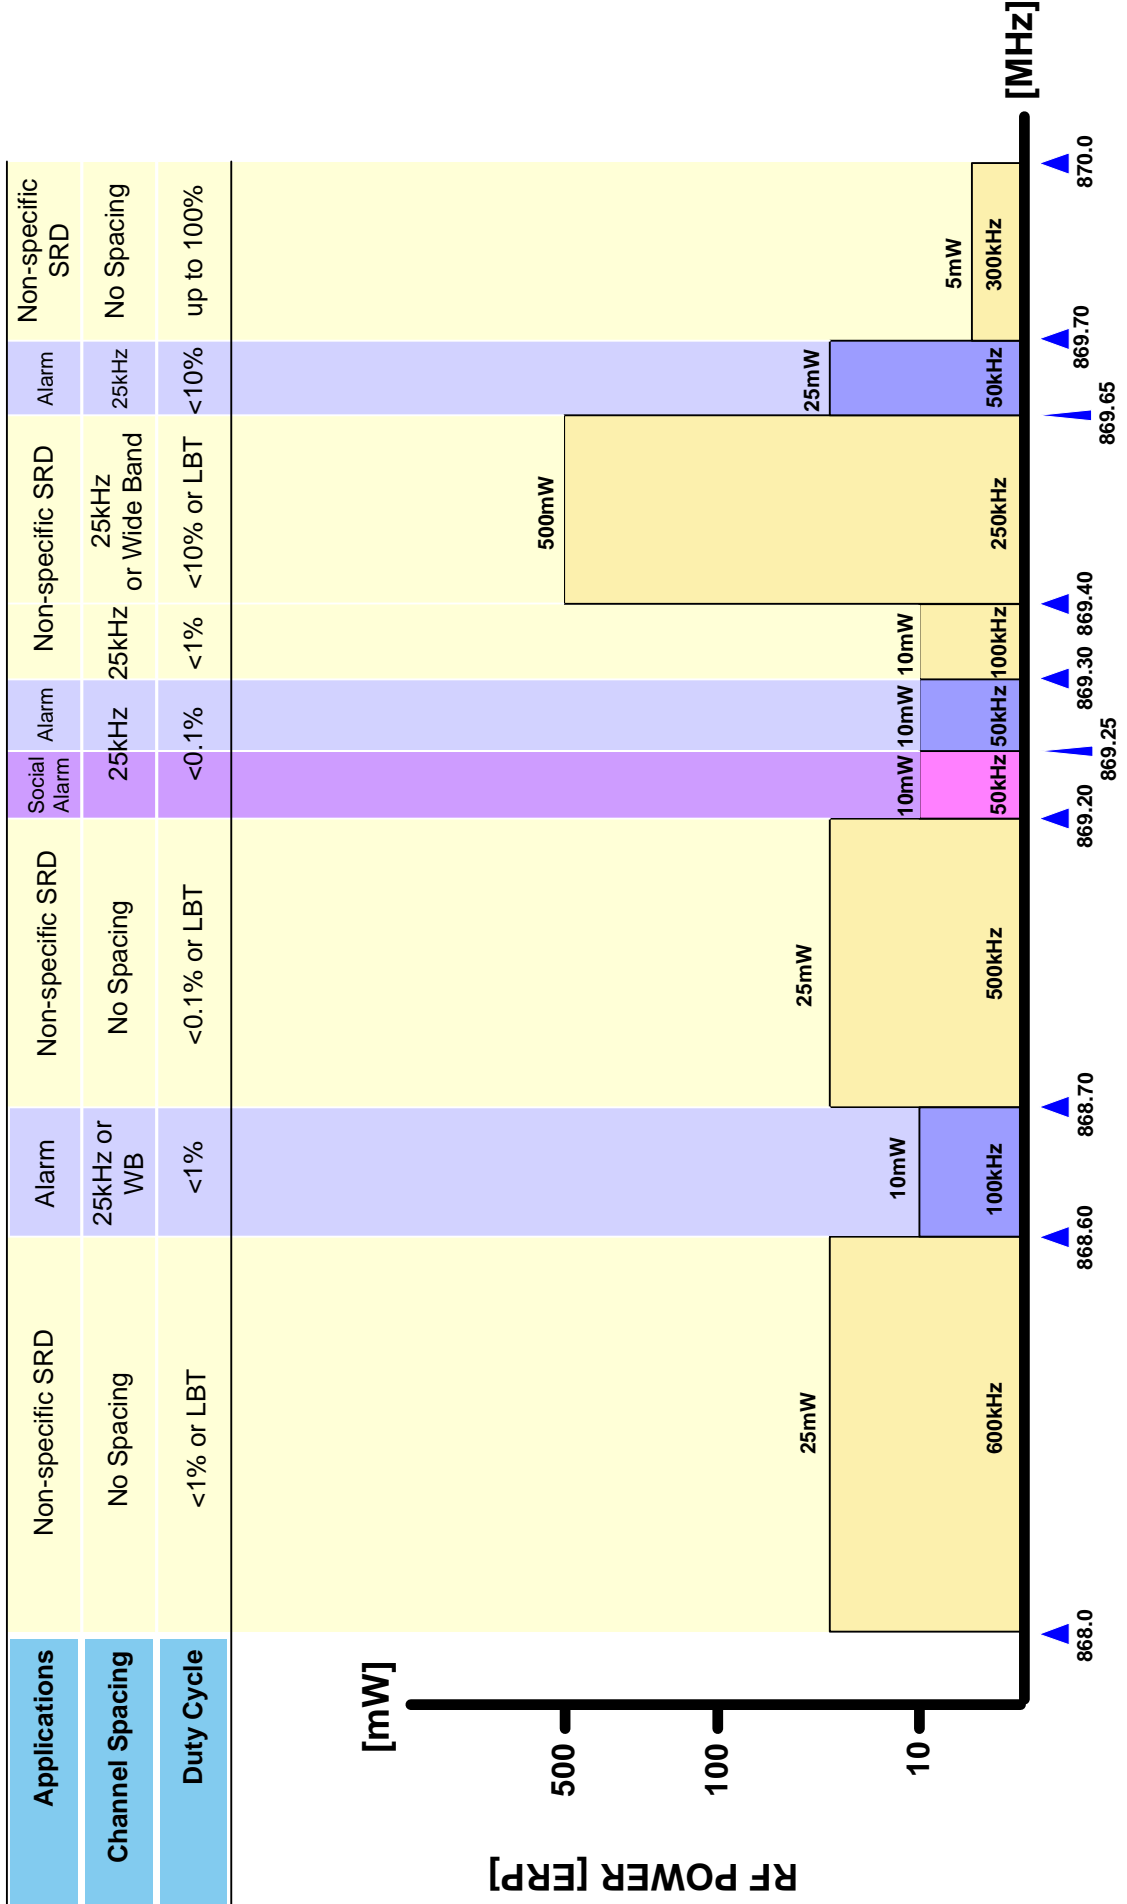 Applications
Non-specific SRD
Alarm
Non-specific SRD
Social
Alarm
Alarm
Non-specific SRD
Alarm
Non-specific
SRD
Channel Spacing
No Spacing
25kHz or
WB
No Spacing
25kHz
25kHz
25kHz
or Wide Band
25kHz
No Spacing
Duty Cycle
<1% or LBT
<1%
<0.1% or LBT
<0.1%
<1%
<10% or LBT
<10%
up to 100%
[mW]
500
100
10
RF POWER [ERP]
25mW
10mW
25mW
10mW
10mW
10mW
500mW
25mW
5mW
600kHz
100kHz
500kHz
50kHz
50kHz
100kHz
250kHz
50kHz
300kHz
[MHz]
868.0
868.60
868.70
869.20
869.25
869.30
869.40
869.65
869.70
870.0